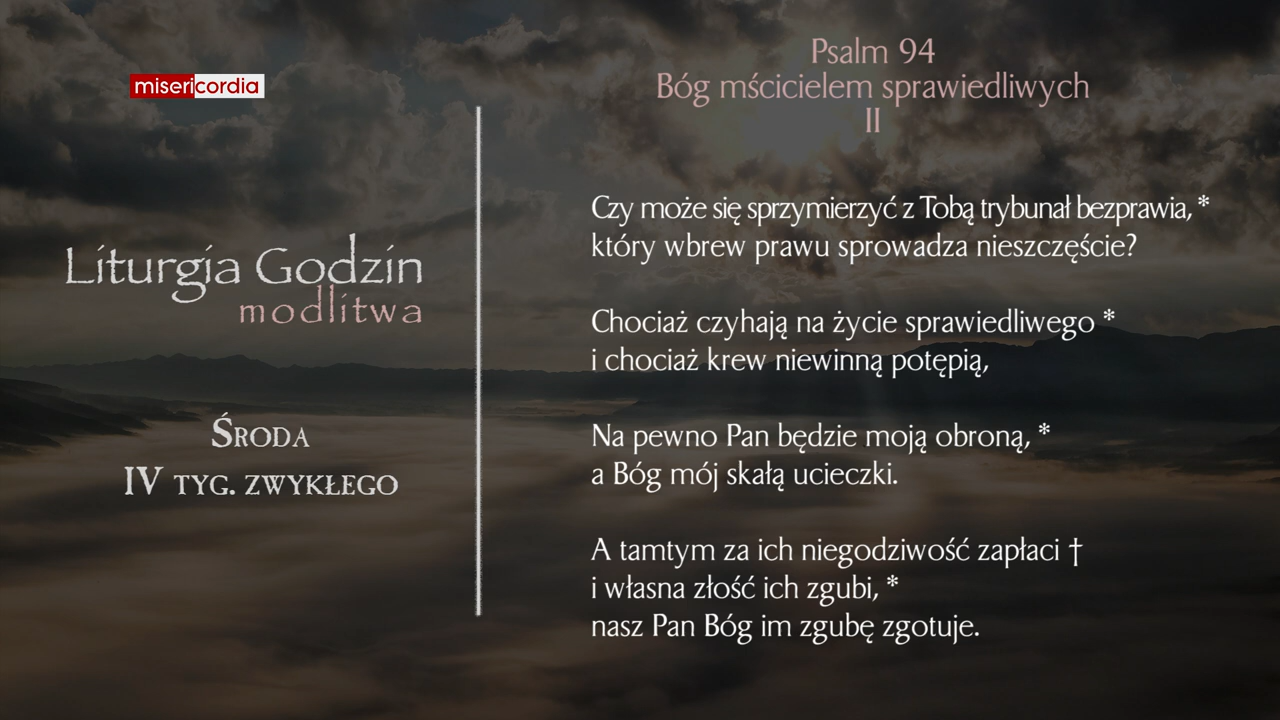 misericordia
Liturgia Godzin
modlitwa
Środa
IV tyg. zwykłego
Psalm 94
Bóg mścicielem sprawiedliwych
II
Czy może się sprzymierzyć z Tobą trybunał bezprawia, *
który wbrew prawu sprowadza nieszczęście?
Chociaż czyhają na życie sprawiedliwego *
i chociaż krew niewinną potępią,
Na pewno Pan będzie moją obroną, *
a Bóg mój skałą ucieczki.
A tamtym za ich niegodziwość zapłaci †
i własna złość ich zgubi, *
nasz Pan Bóg im zgubę zgotuje.